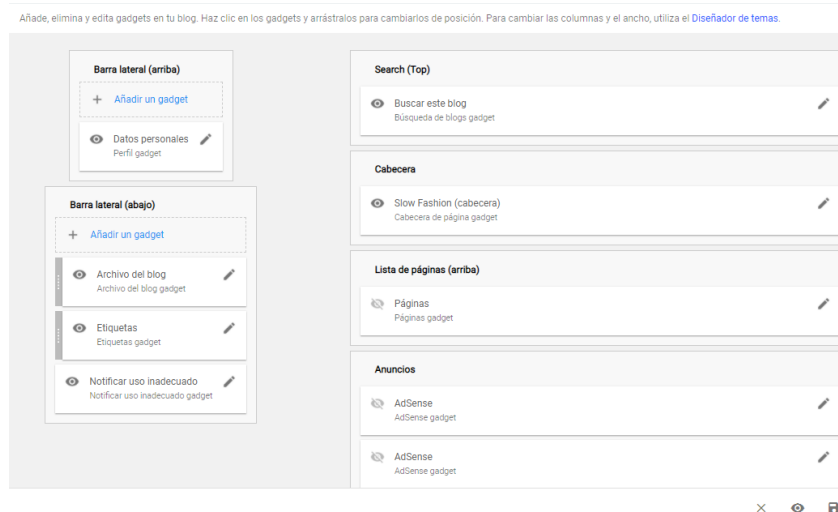 Añade, elimina y edita gadgets en tu blog. Haz clic en los gadgets y arrástralos para cambiarlos de posición. Para cambiar las columnas y el ancho, utiliza el Diseñador de temas.
Barra lateral (arriba)
+ Añadir un gadget
Datos personales
Perfil gadget
Barra lateral (abajo)
+ Añadir un gadget
Archivo del blog
Archivo del blog gadget
Etiquetas
Etiquetas gadget
Notificar uso inadecuado
Notificar uso inadecuado gadget
Search (Top)
Buscar este blog
Búsqueda de blogs gadget
Cabecera
Slow Fashion (cabecera)
Cabecera de página gadget
Lista de páginas (arriba)
Páginas
Páginas gadget
Anuncios
AdSense
AdSense gadget
AdSense
AdSense gadget